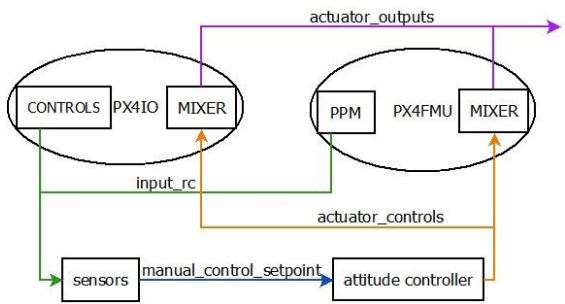 actuator_outputs
CONTROLS PX4IO MIXER
PPM PX4FMU MIXER
input_rc
actuator_controls
sensors
manual_control_setpoint
attitude controller